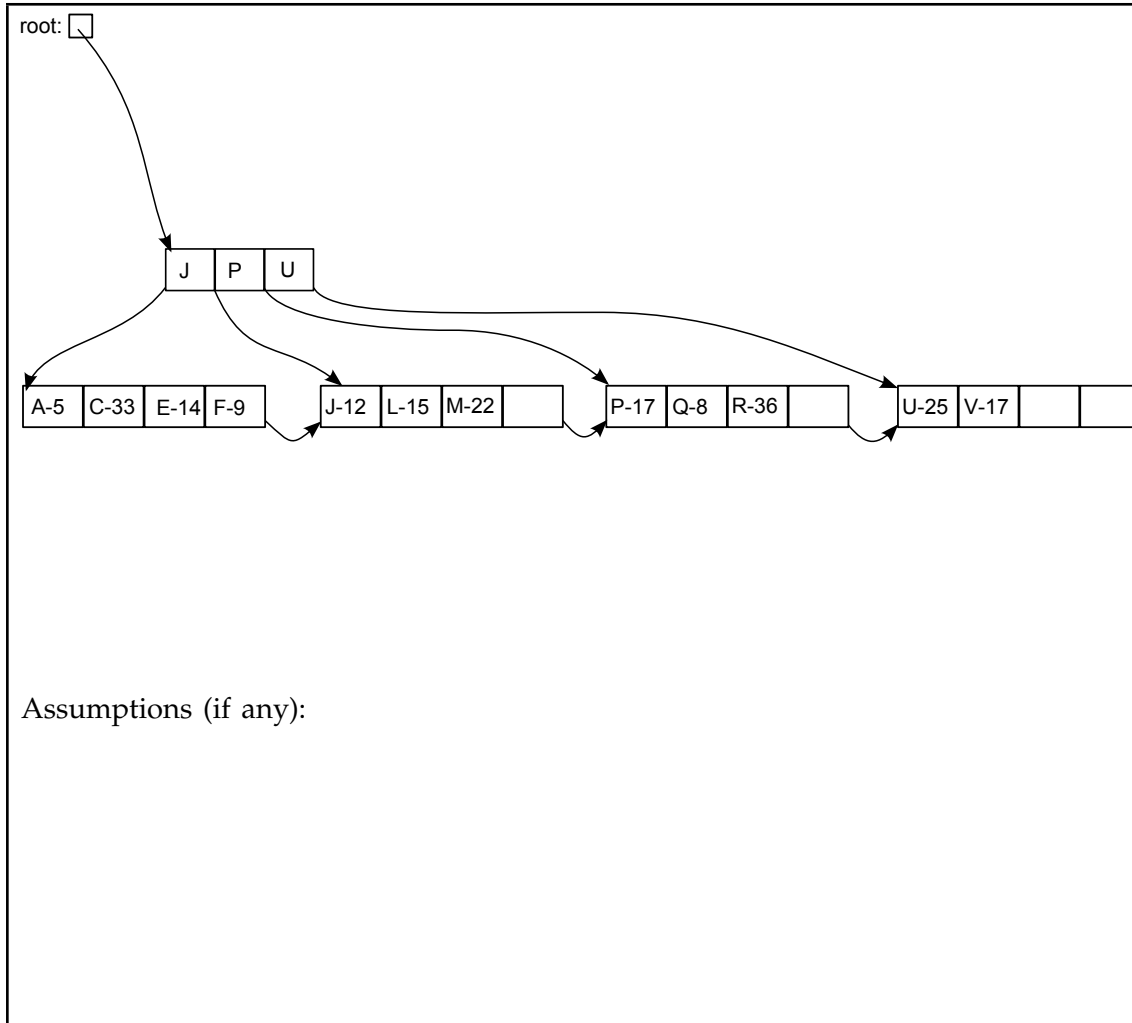 root:
J P U
A-5 C-33 E-14 F-9 J-12 L-15 M-22 P-17 Q-8 R-36 U-25 V-17
Assumptions (if any):